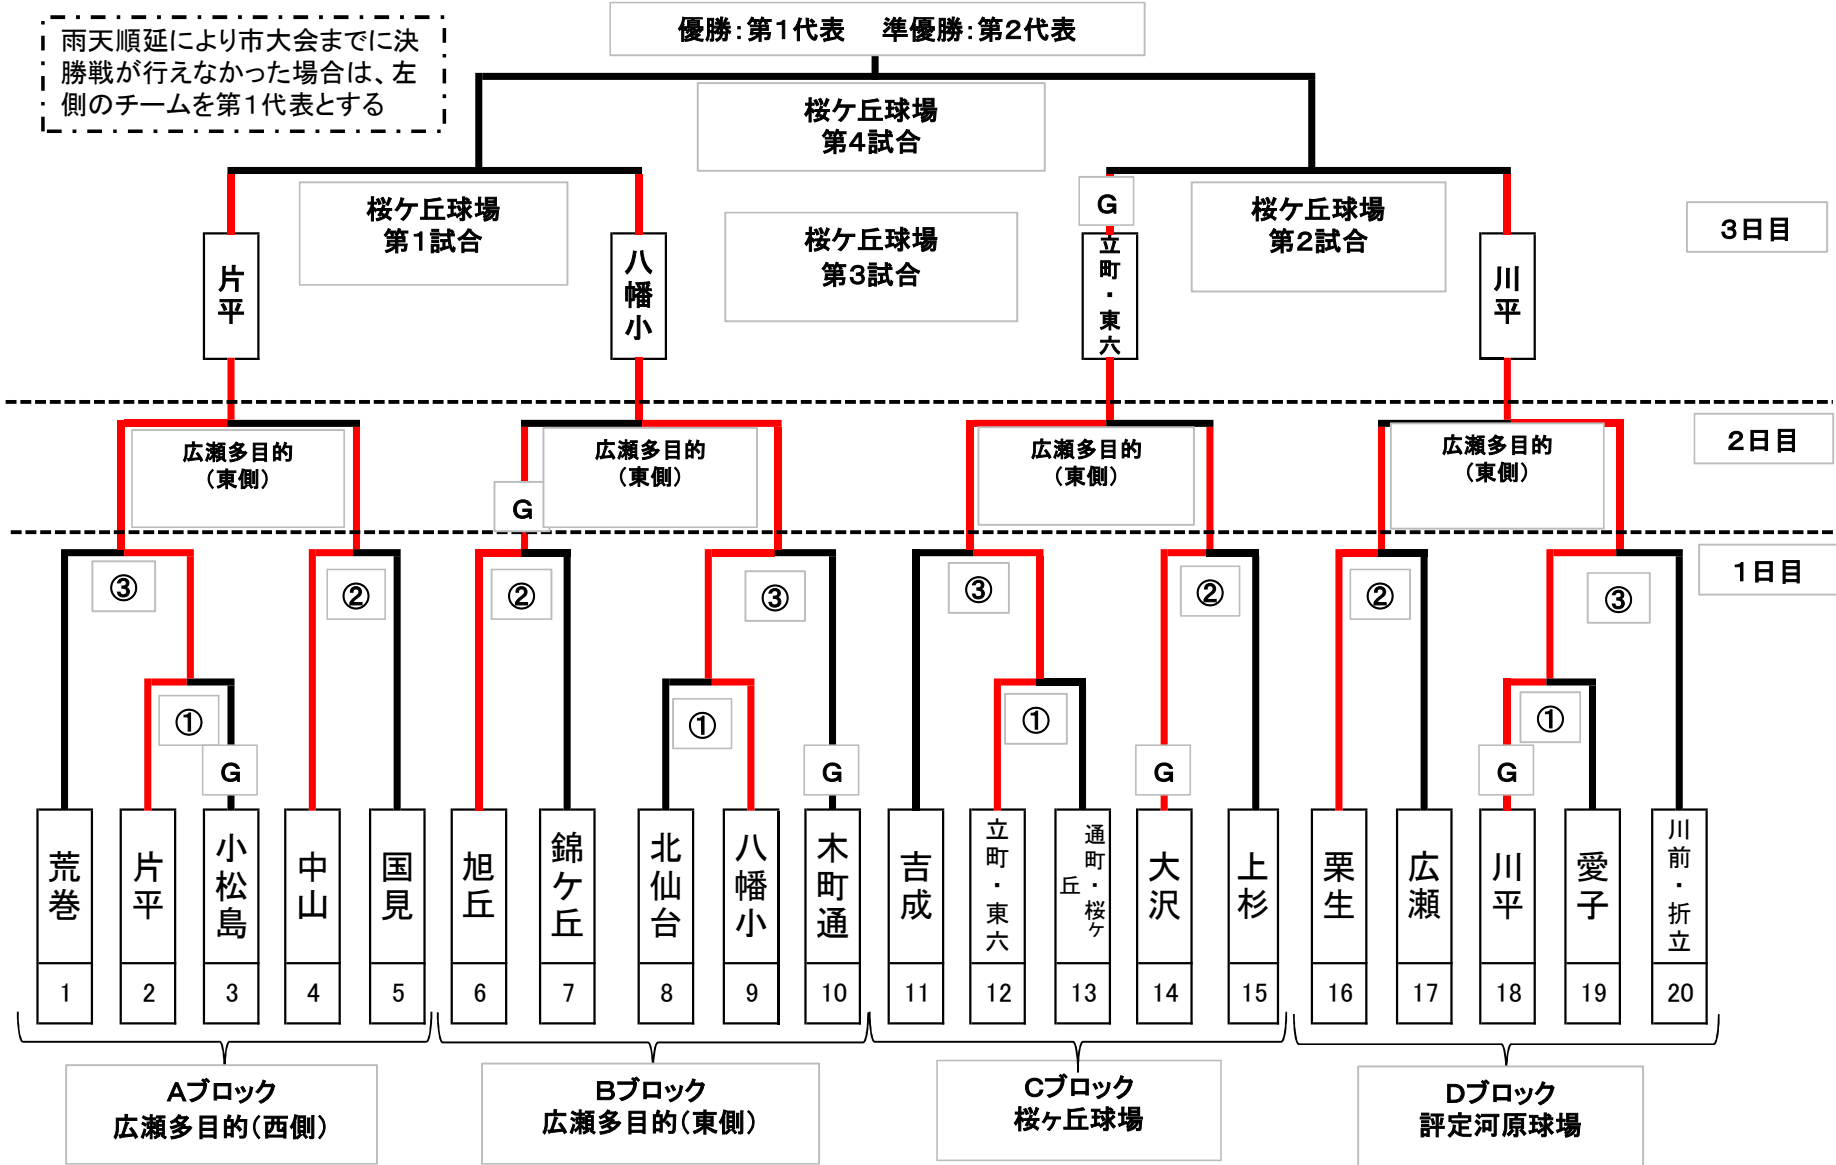 雨天順延により市大会までに決
勝戦が行えなかった場合は、左
側のチームを第1代表とする
優勝：第1代表　準優勝：第2代表
桜ケ丘球場
第4試合
桜ケ丘球場
第1試合
桜ケ丘球場
第3試合
G
桜ケ丘球場
第2試合
3日目
片平
八幡小
立町・東六
川平
広瀬多目的
（東側）
G
広瀬多目的
（東側）
広瀬多目的
（東側）
広瀬多目的
（東側）
2日目
1日目
③
②
②
③
③
②
②
③
①
①
①
①
G
G
G
G
荒巻
片平
小松島
中山
国見
旭丘
錦ケ丘
北仙台
八幡小
木町通
吉成
立町・東六
通町・桜ヶ
丘
大沢
上杉
栗生
広瀬
川平
愛子
川前・折立
1
2
3
4
5
6
7
8
9
10
11
12
13
14
15
16
17
18
19
20
Aブロック
広瀬多目的（西側）
Bブロック
広瀬多目的（東側）
Cブロック
桜ヶ丘球場
Dブロック
評定河原球場